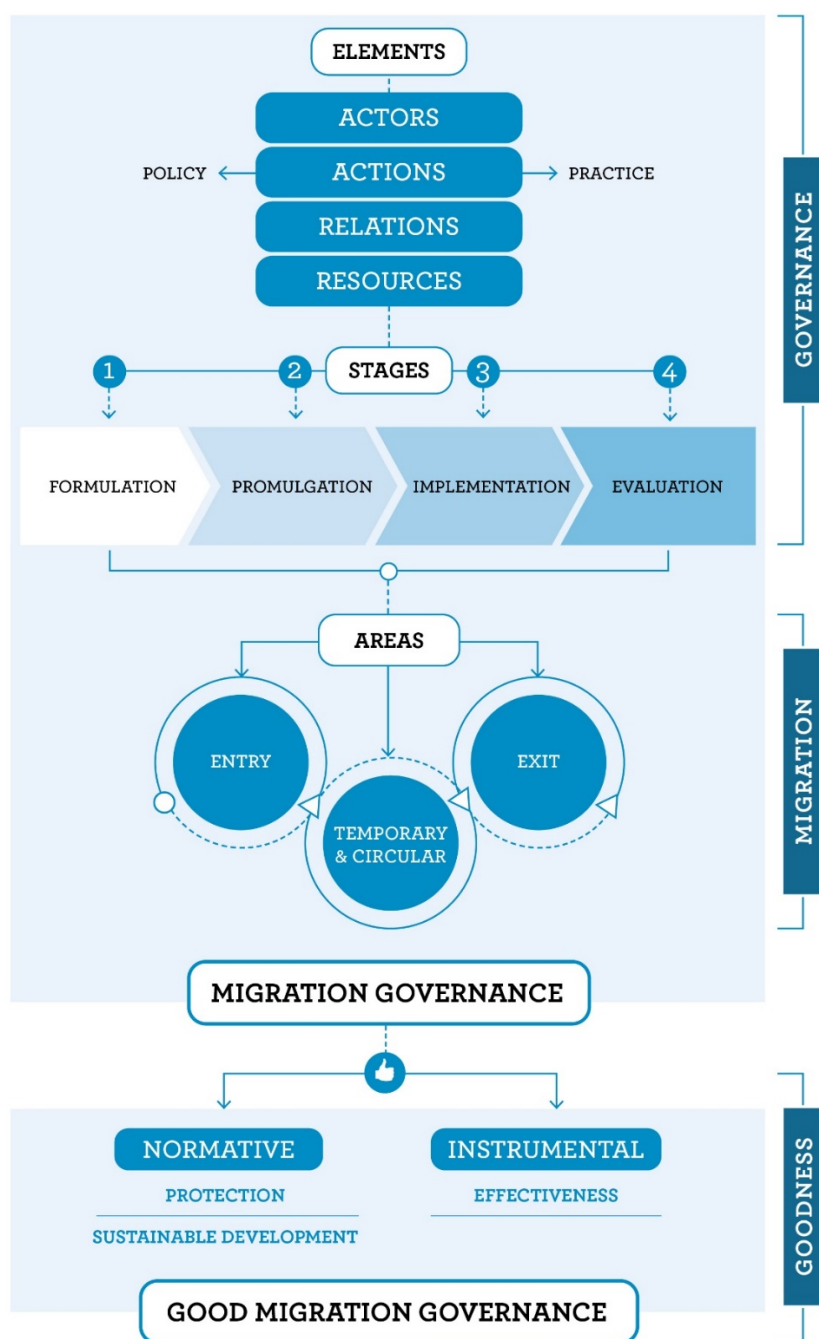 ELEMENTS
ACTORS
POLICY
ACTIONS
PRACTICE
RELATIONS
RESOURCES
GOVERNANCE
1
2
STAGES
3
4
FORMULATION
PROMULGATION
IMPLEMENTATION
EVALUATION
AREAS
ENTRY
TEMPORARY
& CIRCULAR
EXIT
MIGRATION
MIGRATION GOVERNANCE
NORMATIVE
PROTECTION
SUSTAINABLE DEVELOPMENT
INSTRUMENTAL
EFFECTIVENESS
GOODNESS
GOOD MIGRATION GOVERNANCE